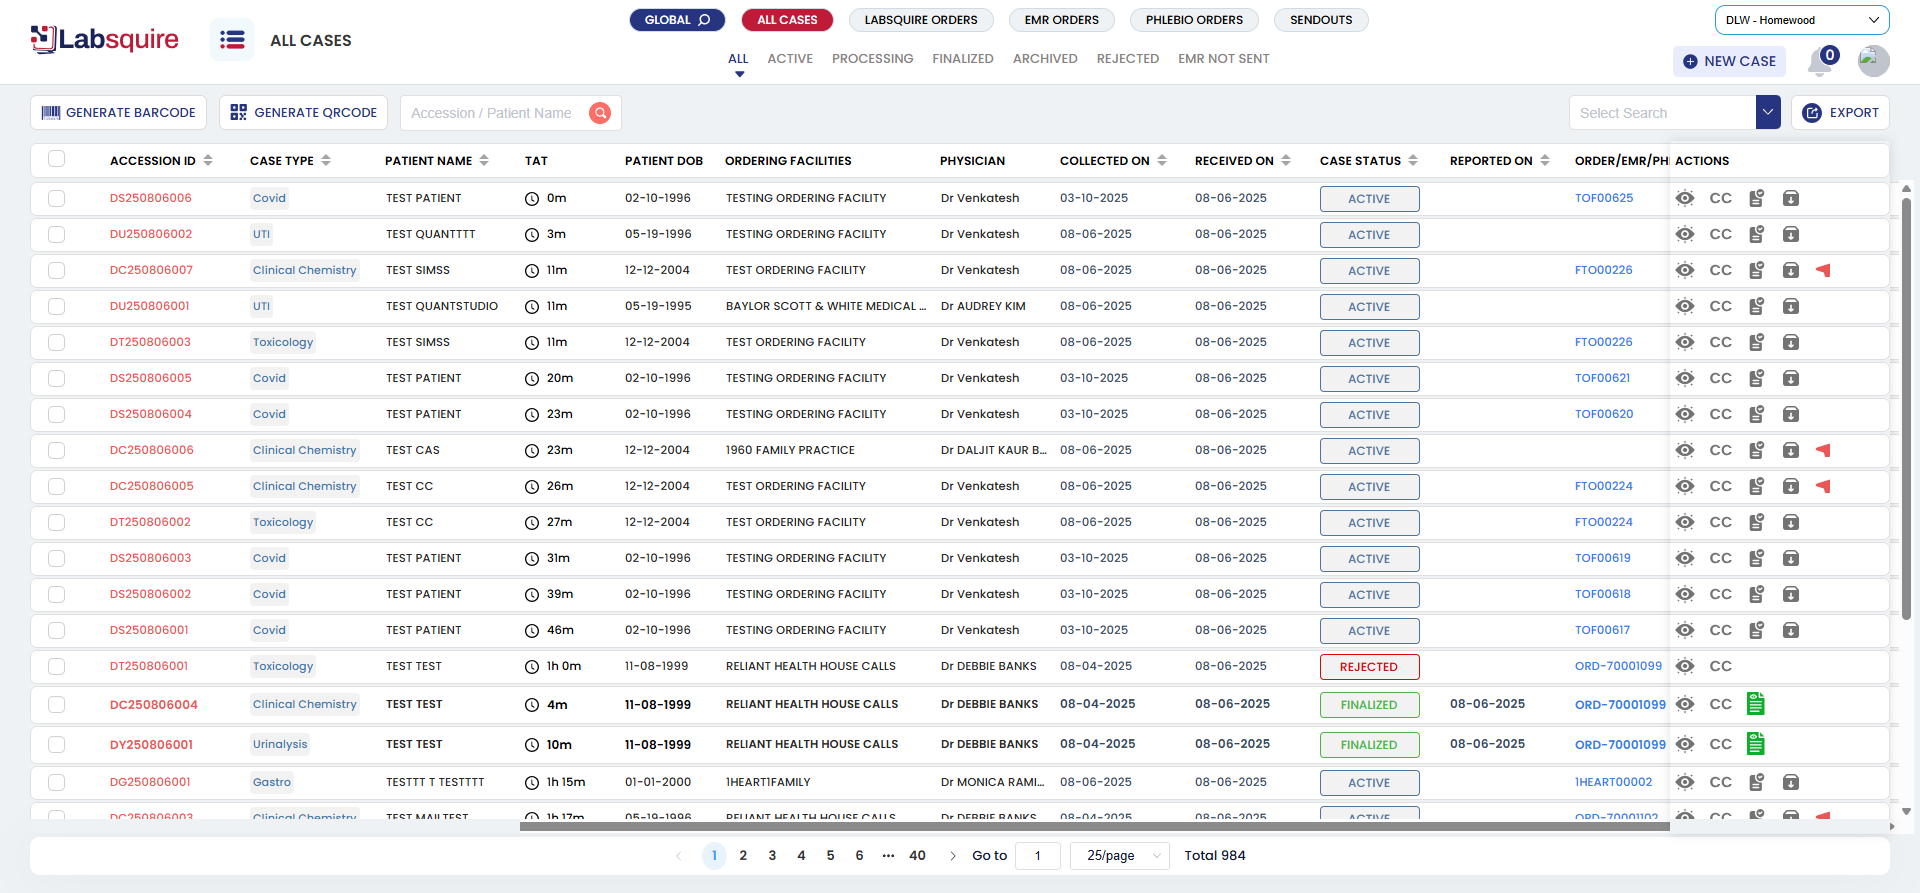 GLOBAL ALL CASES LABSQUIRE ORDERS EMR ORDERS PHLEBIO ORDERS SENDOUTS
DLW - Homewood
Labsquire ALL CASES
ALL ACTIVE PROCESSING FINALIZED ARCHIVED REJECTED EMR NOT SENT
NEW CASE 0
GENERATE BARCODE GENERATE QRCODE Accession / Patient Name Select Search EXPORT
ACCESSION ID CASE TYPE PATIENT NAME TAT PATIENT DOB ORDERING FACILITIES PHYSICIAN COLLECTED ON RECEIVED ON CASE STATUS REPORTED ON ORDER/EMR/PH ACTIONS
DS250806006 Covid TEST PATIENT 0m 02-10-1996 TESTING ORDERING FACILITY Dr Venkatesh 03-10-2025 08-06-2025 ACTIVE TOF00625 CC
DU250806002 UTI TEST QUANTTTT 3m 05-19-1996 TESTING ORDERING FACILITY Dr Venkatesh 08-06-2025 08-06-2025 ACTIVE CC
DC250806007 Clinical Chemistry TEST SIMSS 11m 12-12-2004 TEST ORDERING FACILITY Dr Venkatesh 08-06-2025 08-06-2025 ACTIVE FTO00226 CC
DU250806001 UTI TEST QUANTSTUDIO 11m 05-19-1995 BAYLOR SCOTT & WHITE MEDICAL ... Dr AUDREY KIM 08-06-2025 08-06-2025 ACTIVE CC
DT250806003 Toxicology TEST SIMSS 11m 12-12-2004 TEST ORDERING FACILITY Dr Venkatesh 08-06-2025 08-06-2025 ACTIVE FTO00226 CC
DS250806005 Covid TEST PATIENT 20m 02-10-1996 TESTING ORDERING FACILITY Dr Venkatesh 03-10-2025 08-06-2025 ACTIVE TOF00621 CC
DS250806004 Covid TEST PATIENT 23m 02-10-1996 TESTING ORDERING FACILITY Dr Venkatesh 03-10-2025 08-06-2025 ACTIVE TOF00620 CC
DC250806006 Clinical Chemistry TEST CAS 23m 12-12-2004 1960 FAMILY PRACTICE Dr DALJIT KAUR B... 08-06-2025 08-06-2025 ACTIVE CC
DC250806005 Clinical Chemistry TEST CC 26m 12-12-2004 TEST ORDERING FACILITY Dr Venkatesh 08-06-2025 08-06-2025 ACTIVE FTO00224 CC
DT250806002 Toxicology TEST CC 27m 12-12-2004 TEST ORDERING FACILITY Dr Venkatesh 08-06-2025 08-06-2025 ACTIVE FTO00224 CC
DS250806003 Covid TEST PATIENT 31m 02-10-1996 TESTING ORDERING FACILITY Dr Venkatesh 03-10-2025 08-06-2025 ACTIVE TOF00619 CC
DS250806002 Covid TEST PATIENT 39m 02-10-1996 TESTING ORDERING FACILITY Dr Venkatesh 03-10-2025 08-06-2025 ACTIVE TOF00618 CC
DS250806001 Covid TEST PATIENT 46m 02-10-1996 TESTING ORDERING FACILITY Dr Venkatesh 03-10-2025 08-06-2025 ACTIVE TOF00617 CC
DT250806001 Toxicology TEST TEST 1h 0m 11-08-1999 RELIANT HEALTH HOUSE CALLS Dr DEBBIE BANKS 08-04-2025 08-06-2025 REJECTED ORD-70001099 CC
DC250806004 Clinical Chemistry TEST TEST 4m 11-08-1999 RELIANT HEALTH HOUSE CALLS Dr DEBBIE BANKS 08-04-2025 08-06-2025 FINALIZED 08-06-2025 ORD-70001099 CC
DY250806001 Urinalysis TEST TEST 10m 11-08-1999 RELIANT HEALTH HOUSE CALLS Dr DEBBIE BANKS 08-04-2025 08-06-2025 FINALIZED 08-06-2025 ORD-70001099 CC
DG250806001 Gastro TESTTT T TESTTTT 1h 15m 01-01-2000 1HEART1FAMILY Dr MONICA RAMI... 08-06-2025 08-06-2025 ACTIVE 1HEART00002 CC
DC250806003 Clinical Chemistry TEST MAILTEST 1h 17m 05-19-1996 RELIANT HEALTH HOUSE CALLS Dr DEBBIE BANKS 08-06-2025 08-06-2025 ACTIVE ORD-70001102 CC
1 2 3 4 5 6 ••• 40 Go to 1 25/page Total 984